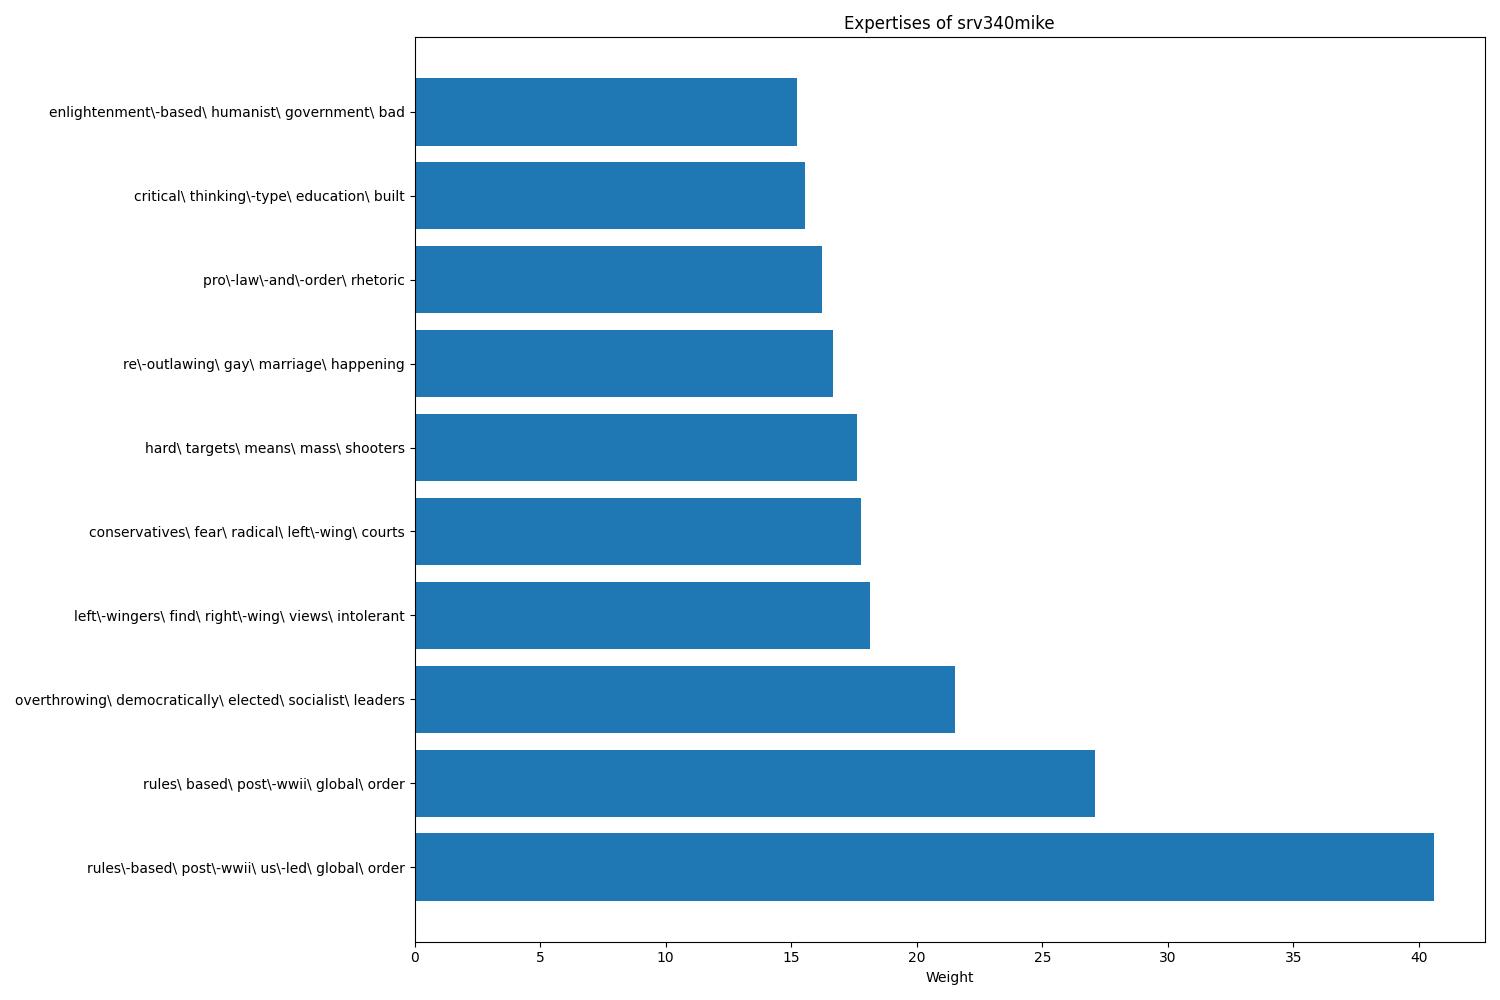 Expertises of srv340mike
enlightenment\-based\ humanist\ government\ bad
critical\ thinking\-type\ education\ built
pro\-law\-and\-order\ rhetoric
re\-outlawing\ gay\ marriage\ happening
hard\ targets\ means\ mass\ shooters
conservatives\ fear\ radical\ left\-wing\ courts
left\-wingers\ find\ right\-wing\ views\ intolerant
overthrowing\ democratically\ elected\ socialist\ leaders
rules\ based\ post\-wwii\ global\ order
rules\-based\ post\-wwii\ us\-led\ global\ order
0 5 10 15 20 25 30 35 40
Weight